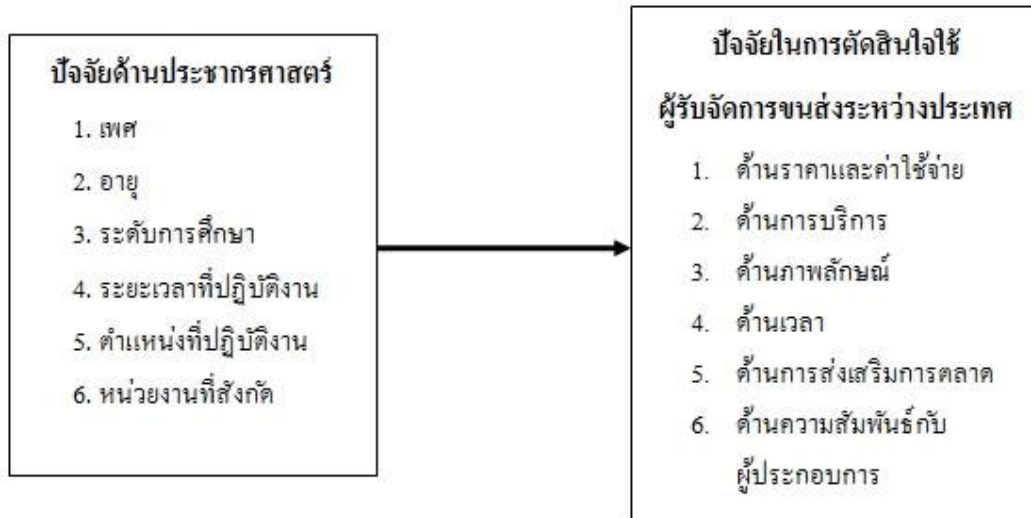 ปัจจัยด้านประชากรศาสตร์
1. เพศ
2. อายุ
3. ระดับการศึกษา
4. ระยะเวลาที่ปฏิบัติงาน
5. ตำแหน่งที่ปฏิบัติงาน
6. หน่วยงานที่สังกัด
ปัจจัยในการตัดสินใจใช้
ผู้รับจัดการขนส่งระหว่างประเทศ
1. ด้านราคาและค่าใช้จ่าย
2. ด้านการบริการ
3. ด้านภาพลักษณ์
4. ด้านเวลา
5. ด้านการส่งเสริมการตลาด
6. ด้านความสัมพันธ์กับ
ผู้ประกอบการ